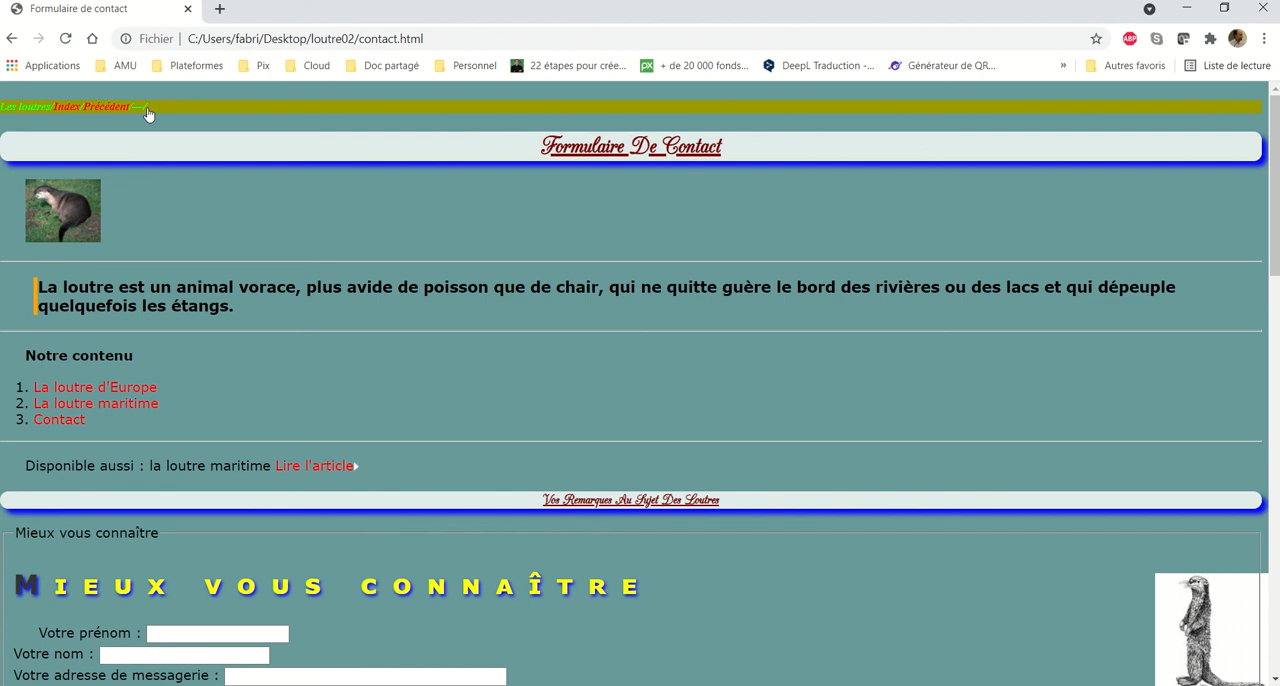 Formulaire de contact
Fichier | C:/Users/fabri/Desktop/loutre02/contact.html
ABP
Applications AMU Plateformes Pix Cloud Doc partagé Personnel 22 étapes pour crée... + de 20 000 fonds... DeepL Traduction -... Générateur de QR... » Autres favoris Liste de lecture
Les loutres/Index/Précédent/---/
Formulaire De Contact
La loutre est un animal vorace, plus avide de poisson que de chair, qui ne quitte guère le bord des rivières ou des lacs et qui dépeuple
quelquefois les étangs.
Notre contenu
1. La loutre d'Europe
2. La loutre maritime
3. Contact
Disponible aussi : la loutre maritime Lire l'article
Vos Remarques Au Sujet Des Loutres
Mieux vous connaître
MIEUX VOUS CONNAÎTRE
Votre prénom :
Votre nom :
Votre adresse de messagerie :